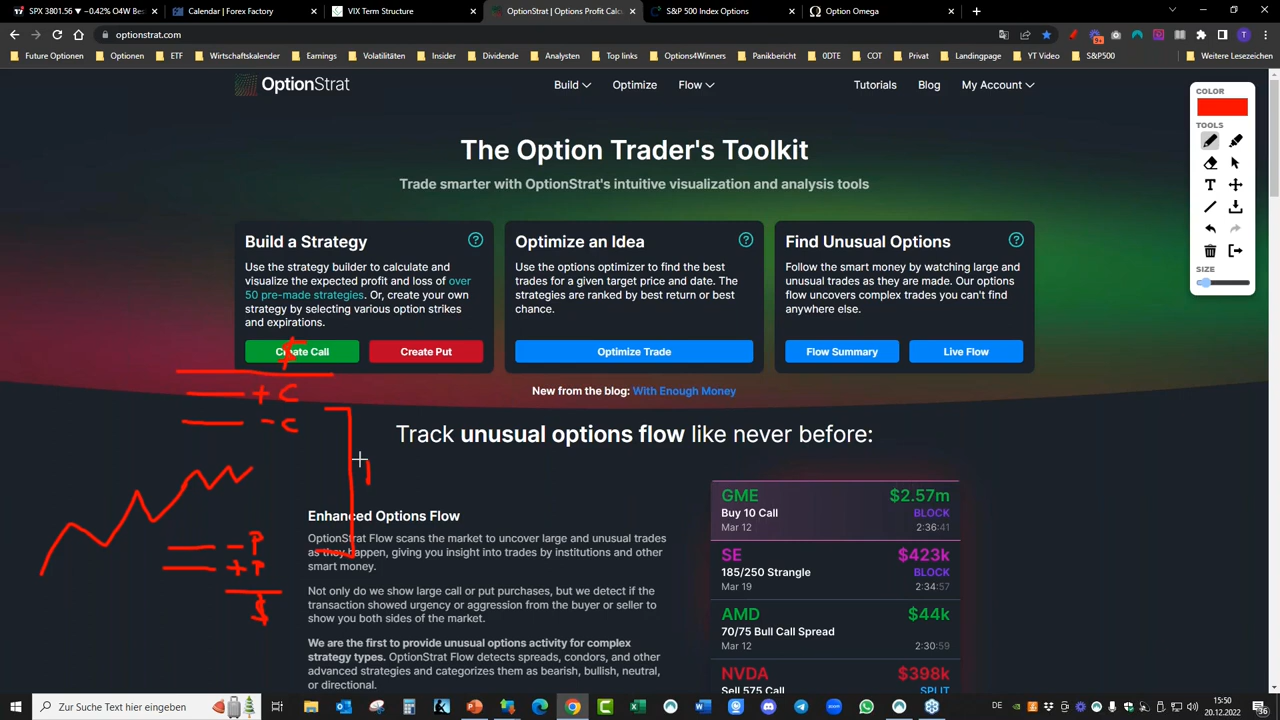 SPX 3801.56 −0.42% O4W Bes
Calendar | Forex Factory
VIX Term Structure
OptionStrat | Options Profit Calcu
S&P 500 Index Options
Option Omega
optionstrat.com
Future Optionen
Optionen
ETF
Wirtschaftskalender
Earnings
Volatilitäten
Insider
Dividende
Analysten
Top links
Options4Winners
Panikbericht
0DTE
COT
Privat
Landingpage
YT Video
S&P500
Weitere Lesezeichen
OptionStrat
Build
Optimize
Flow
Tutorials
Blog
My Account
COLOR
TOOLS
T
SIZE
The Option Trader's Toolkit
Trade smarter with OptionStrat's intuitive visualization and analysis tools
Build a Strategy
Use the strategy builder to calculate and
visualize the expected profit and loss of over
50 pre-made strategies. Or, create your own
strategy by selecting various option strikes
and expirations.
Create Call
Create Put
Optimize an Idea
Use the options optimizer to find the best
trades for a given target price and date. The
strategies are ranked by best return or best
chance.
Optimize Trade
Find Unusual Options
Follow the smart money by watching large and
unusual trades as they are made. Our options
flow uncovers complex trades you can't find
anywhere else.
Flow Summary
Live Flow
New from the blog: With Enough Money
+ C
- C
- P
+ P
Track unusual options flow like never before:
Enhanced Options Flow
OptionStrat Flow scans the market to uncover large and unusual trades
as they happen, giving you insight into trades by institutions and other
smart money.
Not only do we show large call or put purchases, but we detect if the
transaction showed urgency or aggression from the buyer or seller to
show you both sides of the market.
We are the first to provide unusual options activity for complex
strategy types. OptionStrat Flow detects spreads, condors, and other
advanced strategies and categorizes them as bearish, bullish, neutral,
or directional.
GME
$2.57m
Buy 10 Call
BLOCK
Mar 12
2:36:41
SE
$423k
185/250 Strangle
BLOCK
Mar 19
2:34:57
AMD
$44k
70/75 Bull Call Spread
Mar 12
2:30:59
NVDA
$398k
Sell 575 Call
SPLIT
Zur Suche Text hier eingeben
DE
15:50
20.12.2022